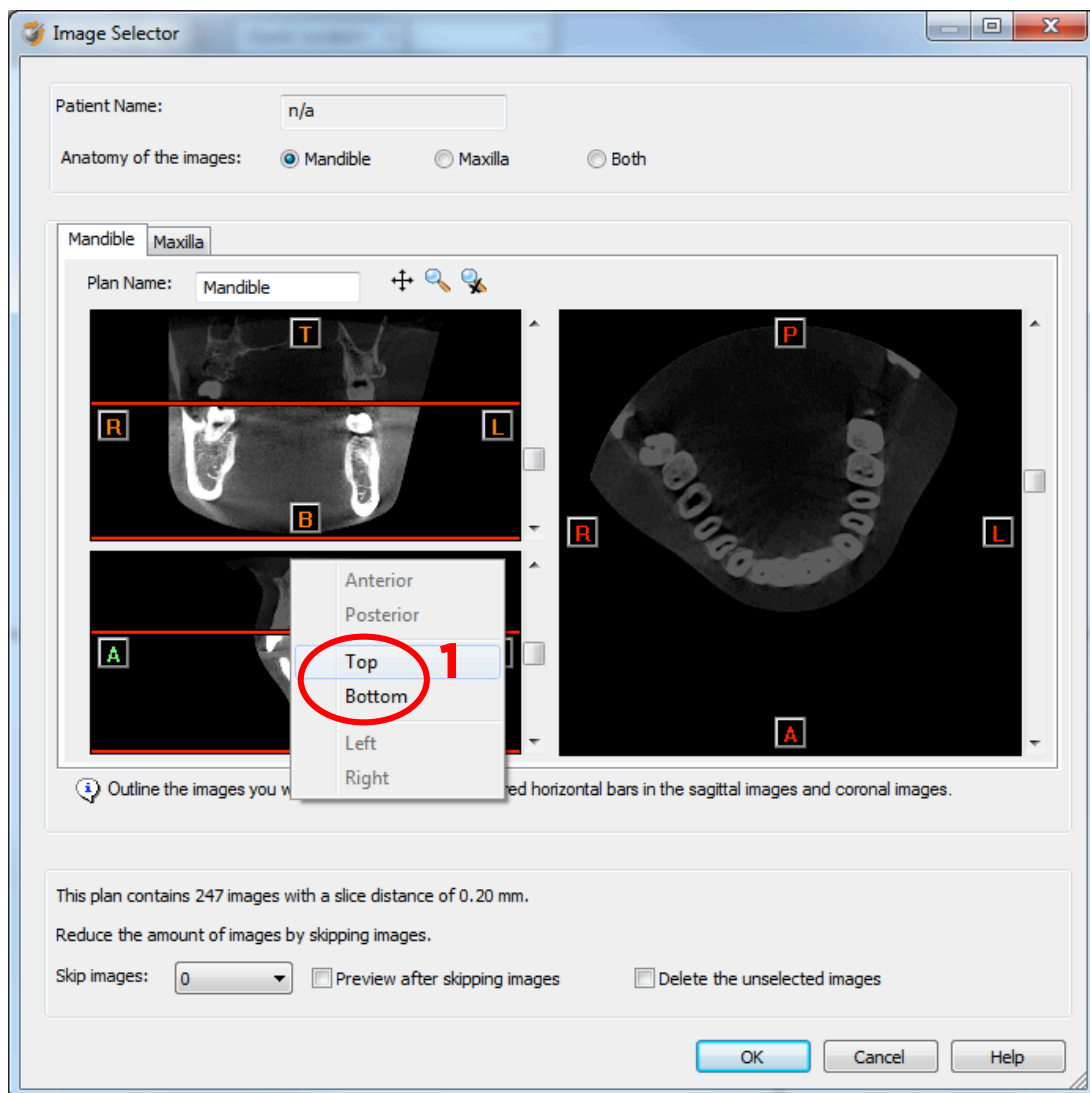 Image Selector
Patient Name: n/a
Anatomy of the images: Mandible Maxilla Both
Mandible Maxilla
Plan Name: Mandible
T
R L
B
P
R L
A
A
Anterior
Posterior
Top 1
Bottom
Left
Right
Outline the images you w red horizontal bars in the sagittal images and coronal images.
This plan contains 247 images with a slice distance of 0.20 mm.
Reduce the amount of images by skipping images.
Skip images: 0 Preview after skipping images Delete the unselected images
OK Cancel Help